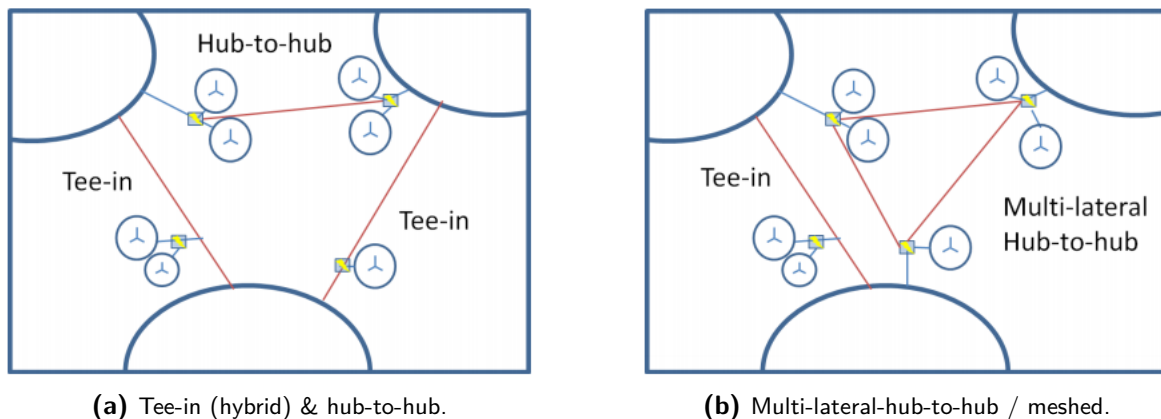 Hub-to-hub
Tee-in
Tee-in
Tee-in
Multi-lateral
Hub-to-hub
(a) Tee-in (hybrid) & hub-to-hub.
(b) Multi-lateral-hub-to-hub / meshed.